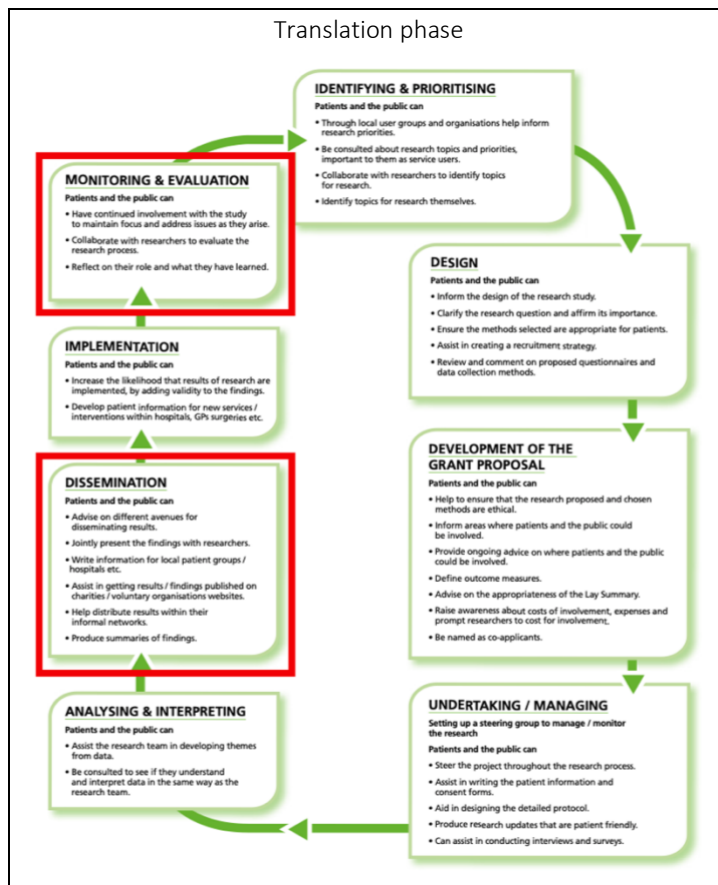 Translation phase
IDENTIFYING & PRIORITISING
Patients and the public can
• Through local user groups and organisations help inform
research priorities.
• Be consulted about research topics and priorities,
important to them as service users.
• Collaborate with researchers to identify topics
for research.
• Identify topics for research themselves.
DESIGN
Patients and the public can
• Inform the design of the research study.
• Clarify the research question and affirm its importance.
• Ensure the methods selected are appropriate for patients.
• Assist in creating a recruitment strategy.
• Review and comment on proposed questionnaires and
data collection methods.
DEVELOPMENT OF THE
GRANT PROPOSAL
Patients and the public can
• Help to ensure that the research proposed and chosen
methods are ethical.
• Inform areas where patients and the public could
be involved.
• Provide ongoing advice on where patients and the public
could be involved.
• Define outcome measures.
• Advise on the appropriateness of the Lay Summary.
• Raise awareness about costs of involvement, expenses and
prompt researchers to cost for involvement.
• Be named as co-applicants.
UNDERTAKING / MANAGING
Setting up a steering group to manage / monitor
the research
Patients and the public can
• Steer the project throughout the research process.
• Assist in writing the patient information and
consent forms.
• Aid in designing the detailed protocol.
• Produce research updates that are patient friendly.
• Can assist in conducting interviews and surveys.
ANALYSING & INTERPRETING
Patients and the public can
• Assist the research team in developing themes
from data.
• Be consulted to see if they understand
and interpret data in the same way as the
research team.
DISSEMINATION
Patients and the public can
• Advise on different avenues for
disseminating results.
• Jointly present the findings with researchers.
• Write information for local patient groups /
hospitals etc.
• Assist in getting results / findings published on
charities / voluntary organisations websites.
• Help distribute results within their
informal networks.
• Produce summaries of findings.
IMPLEMENTATION
Patients and the public can
• Increase the likelihood that results of research are
implemented, by adding validity to the findings.
• Develop patient information for new services /
interventions within hospitals, GPs surgeries etc.
MONITORING & EVALUATION
Patients and the public can
• Have continued involvement with the study
to maintain focus and address issues as they arise.
• Collaborate with researchers to evaluate the
research process.
• Reflect on their role and what they have learned.